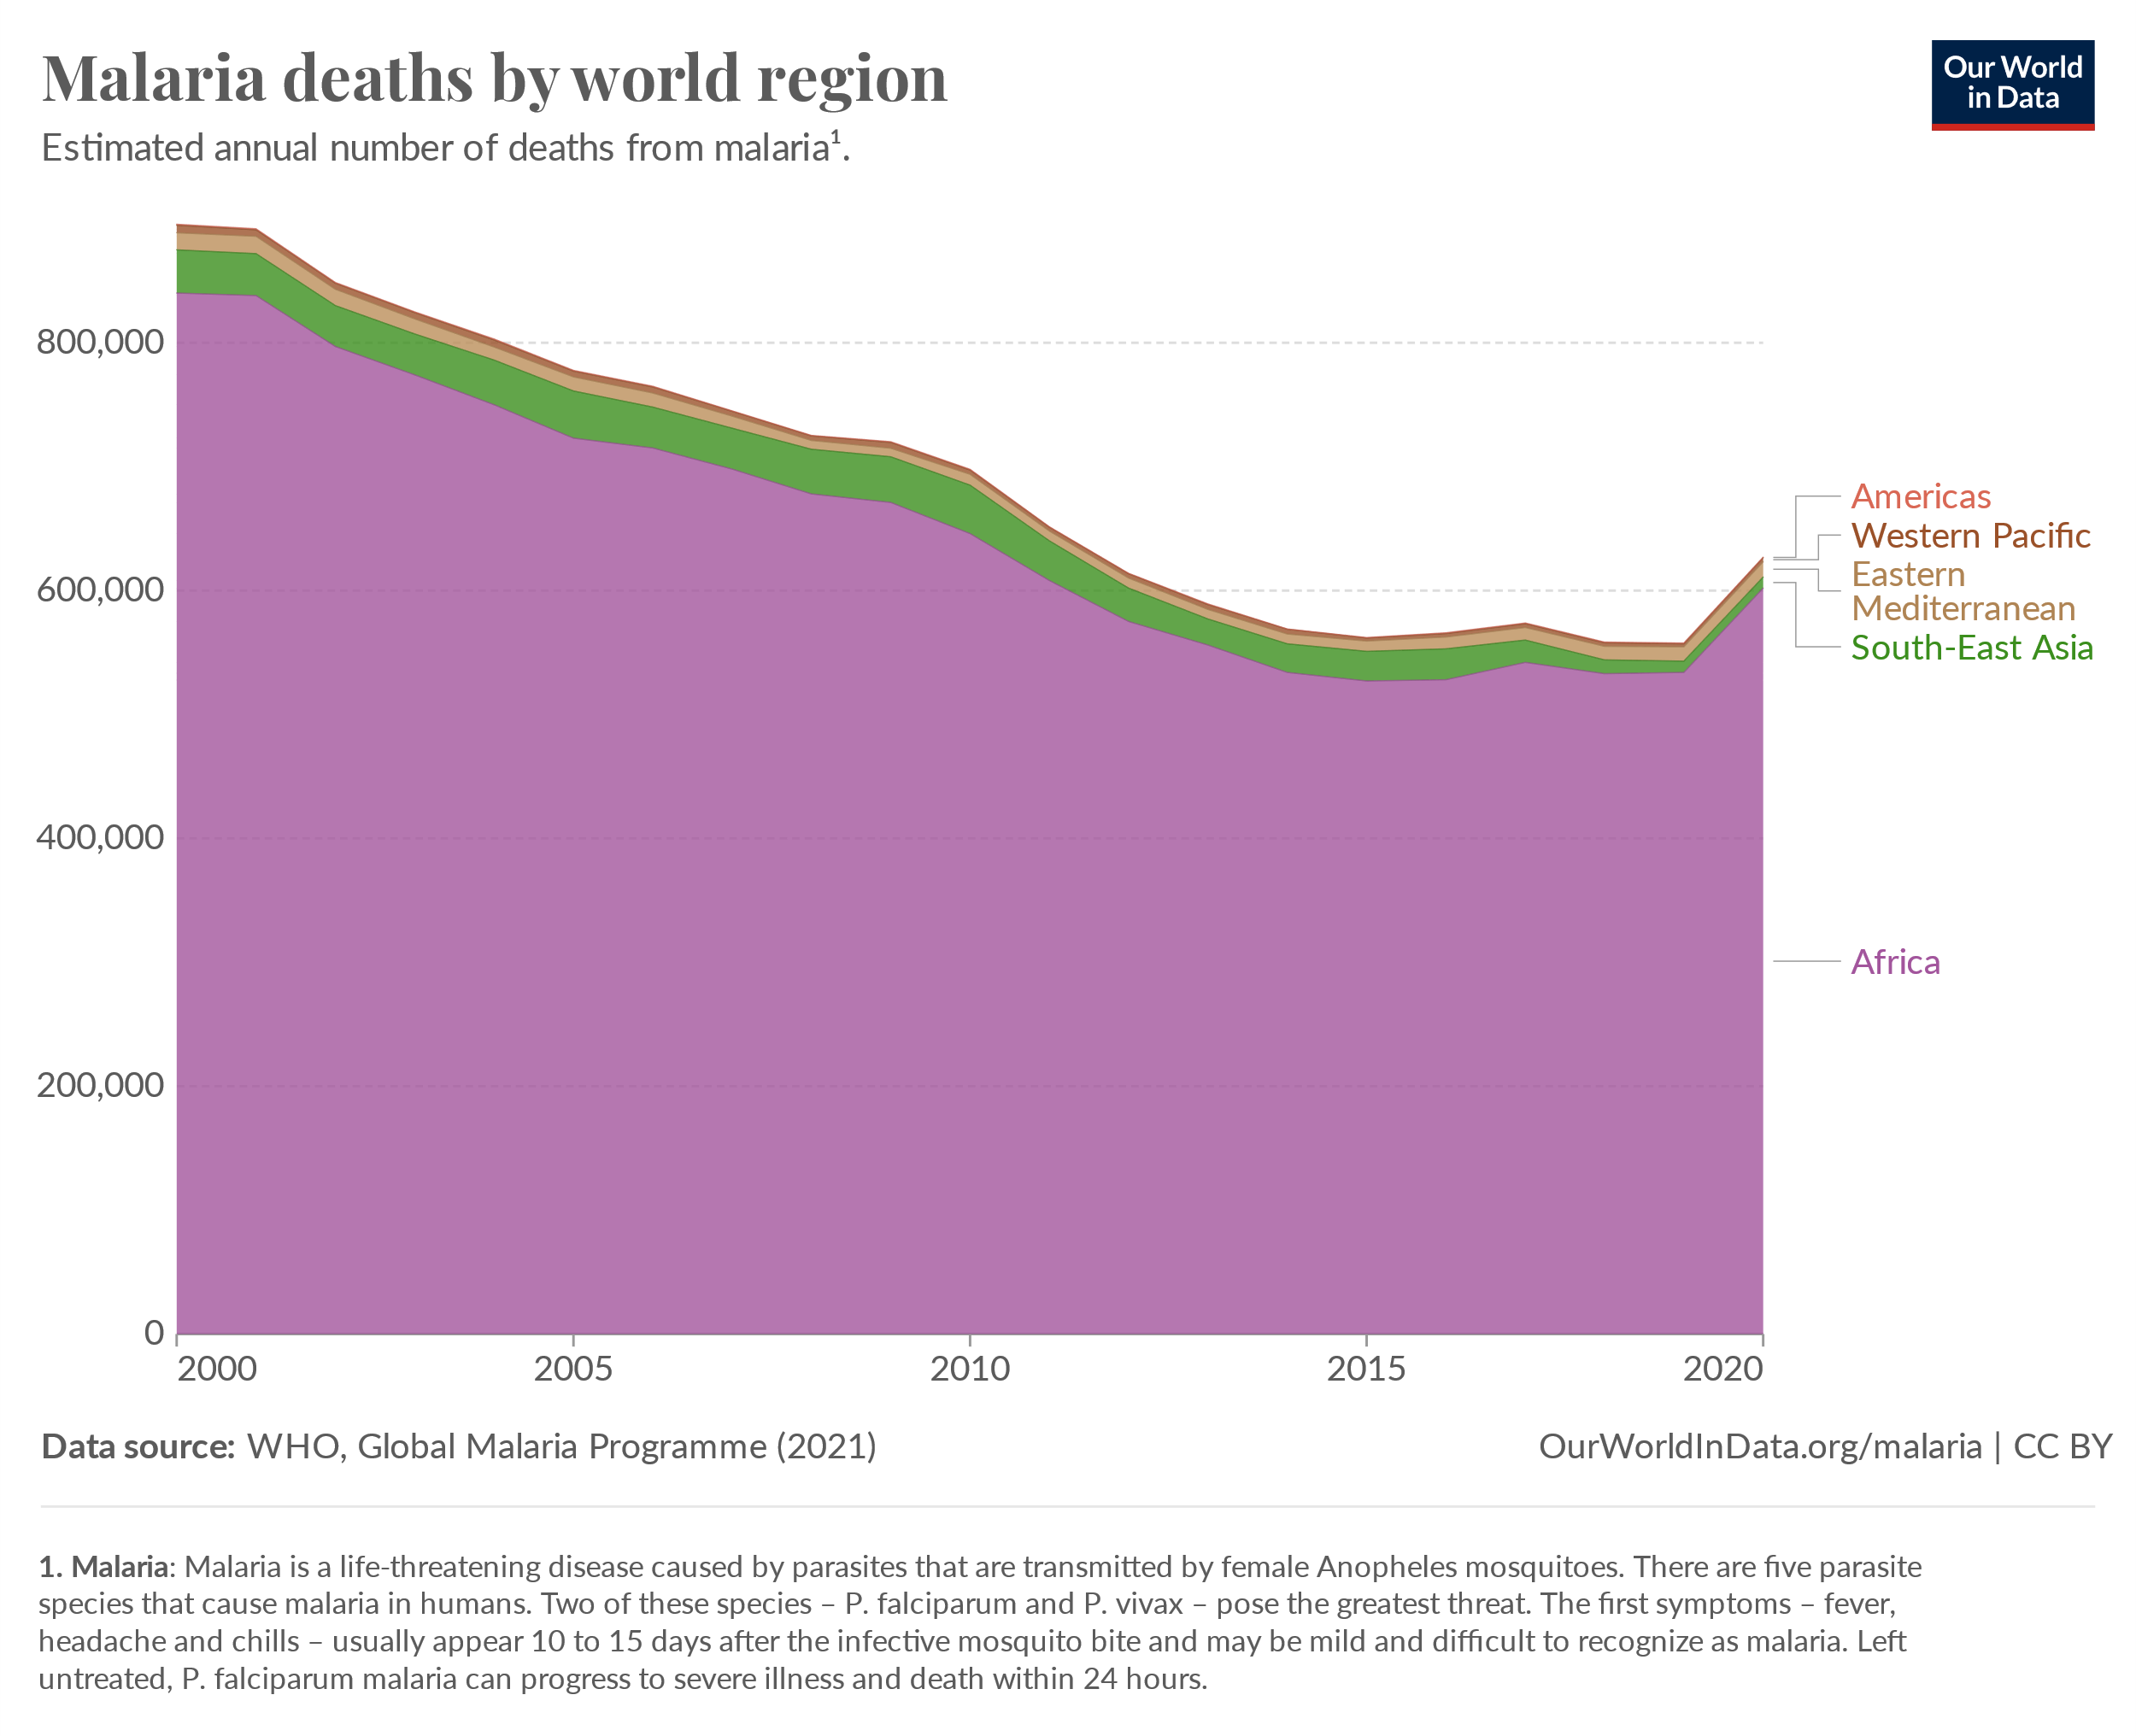 Malaria deaths by world region
Our World
in Data
Estimated annual number of deaths from malaria¹.
800,000
600,000
400,000
200,000
0
Americas
Western Pacific
Eastern
Mediterranean
South-East Asia
Africa
2000 2005 2010 2015 2020
Data source: WHO, Global Malaria Programme (2021)
OurWorldInData.org/malaria | CC BY
1. Malaria: Malaria is a life-threatening disease caused by parasites that are transmitted by female Anopheles mosquitoes. There are five parasite
species that cause malaria in humans. Two of these species – P. falciparum and P. vivax – pose the greatest threat. The first symptoms – fever,
headache and chills – usually appear 10 to 15 days after the infective mosquito bite and may be mild and difficult to recognize as malaria. Left
untreated, P. falciparum malaria can progress to severe illness and death within 24 hours.